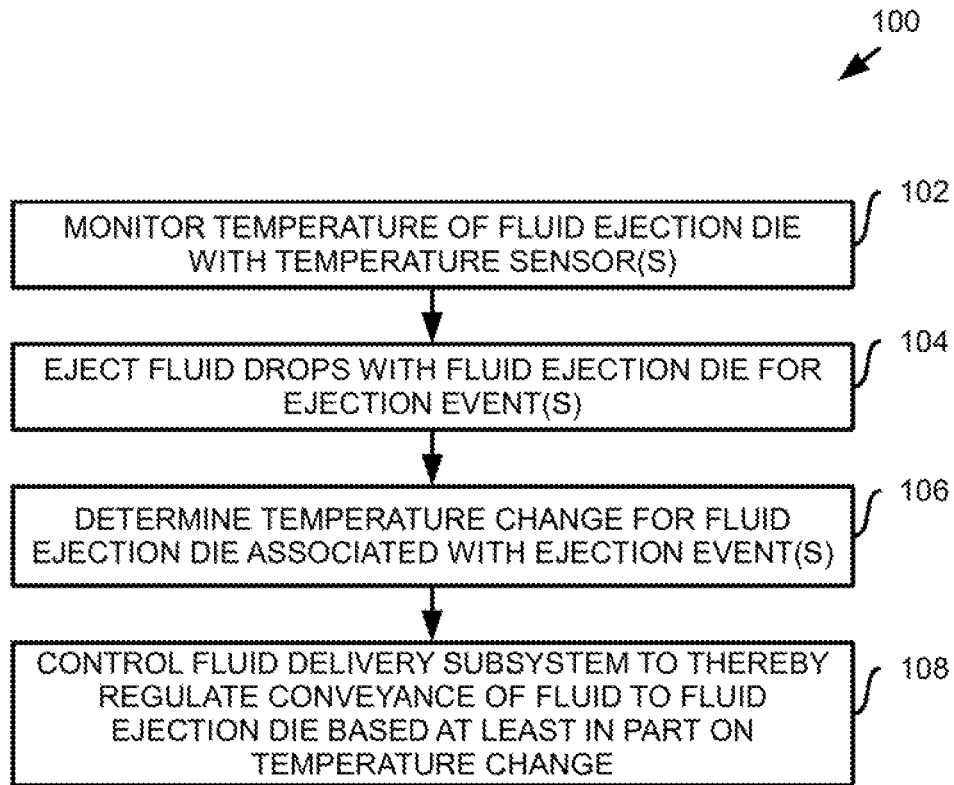 100
102
MONITOR TEMPERATURE OF FLUID EJECTION DIE
WITH TEMPERATURE SENSOR(S)
104
EJECT FLUID DROPS WITH FLUID EJECTION DIE FOR
EJECTION EVENT(S)
106
DETERMINE TEMPERATURE CHANGE FOR FLUID
EJECTION DIE ASSOCIATED WITH EJECTION EVENT(S)
108
CONTROL FLUID DELIVERY SUBSYSTEM TO THEREBY
REGULATE CONVEYANCE OF FLUID TO FLUID
EJECTION DIE BASED AT LEAST IN PART ON
TEMPERATURE CHANGE